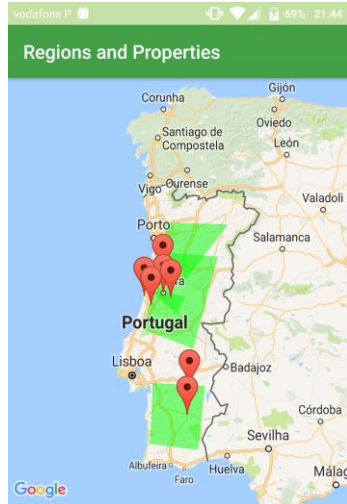 vodafone P 69% 21:44
Regions and Properties
Gijón
Corunha
Oviedo
Santiago de
Compostela
León
Vigo Ourense
Valladoli
Porto
Salamanca
Portugal
Lisboa
Badajoz
Córdoba
Sevilha
Albufeira
Huelva
Málag
Faro
Google